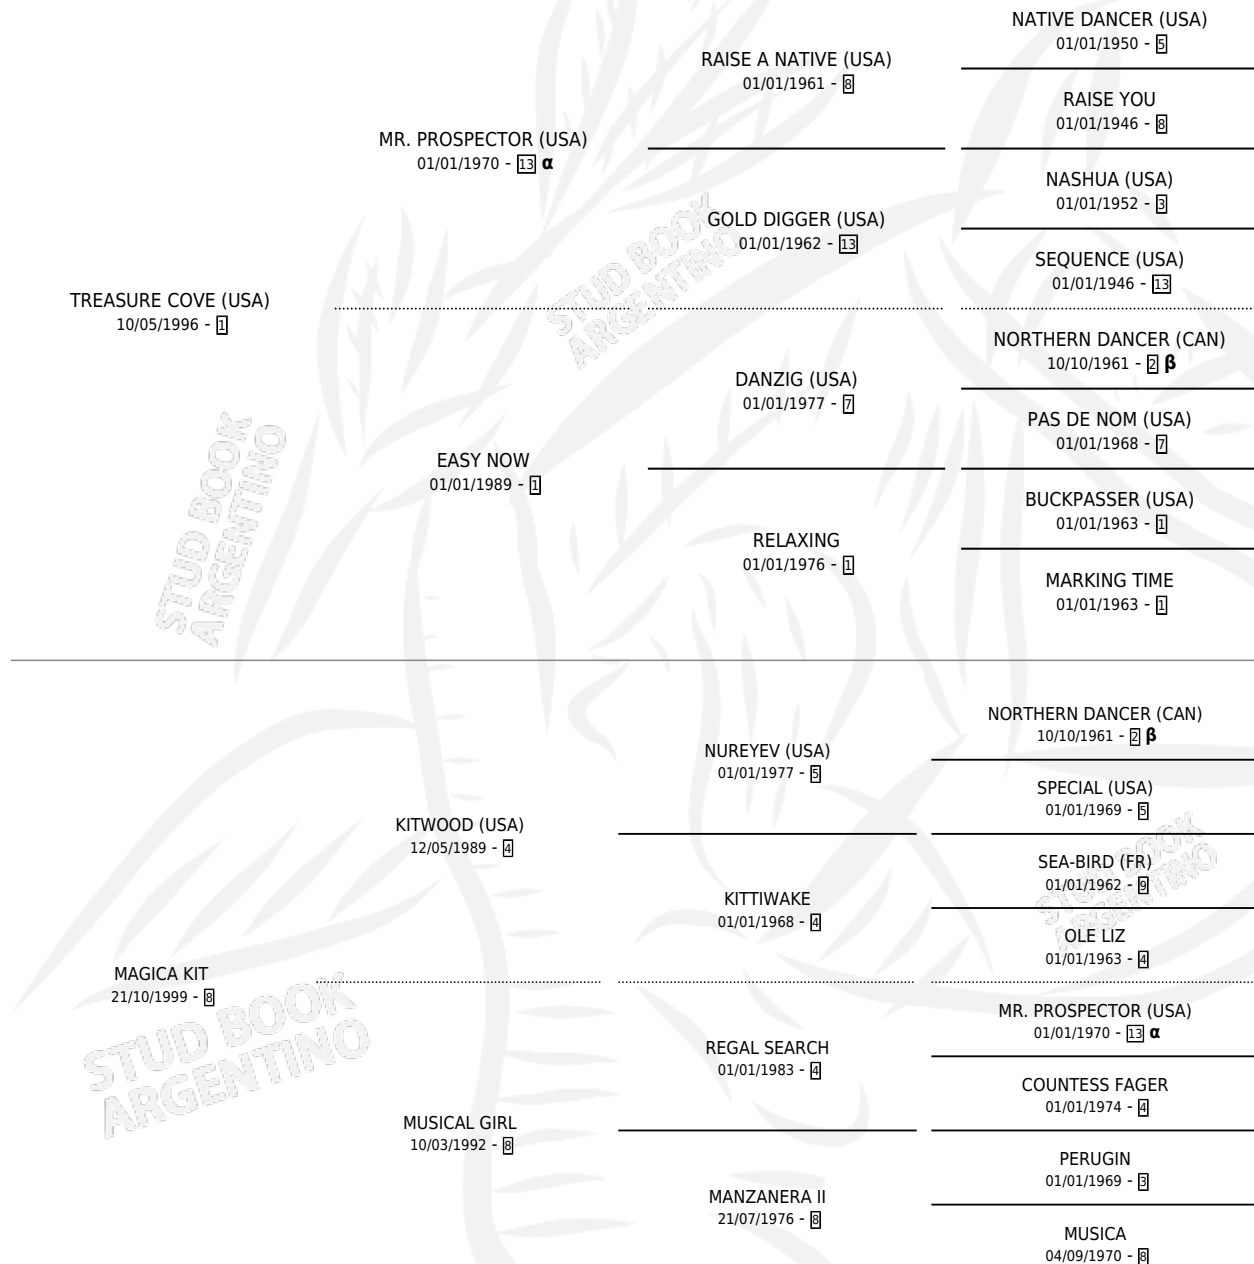 NATIVE DANCER (USA)
01/01/1950 - 5
RAISE A NATIVE (USA)
01/01/1961 - 8
RAISE YOU
01/01/1946 - 8
MR. PROSPECTOR (USA)
01/01/1970 - 13 α
NASHUA (USA)
01/01/1952 - 3
GOLD DIGGER (USA)
01/01/1962 - 13
SEQUENCE (USA)
01/01/1946 - 13
TREASURE COVE (USA)
10/05/1996 - 1
NORTHERN DANCER (CAN)
10/10/1961 - 2 β
DANZIG (USA)
01/01/1977 - 7
PAS DE NOM (USA)
01/01/1968 - 7
EASY NOW
01/01/1989 - 1
BUCKPASSER (USA)
01/01/1963 - 1
RELAXING
01/01/1976 - 1
MARKING TIME
01/01/1963 - 1
NORTHERN DANCER (CAN)
10/10/1961 - 2 β
NUREYEV (USA)
01/01/1977 - 5
SPECIAL (USA)
01/01/1969 - 5
KITWOOD (USA)
12/05/1989 - 4
SEA-BIRD (FR)
01/01/1962 - 9
KITTIWAKE
01/01/1968 - 4
OLE LIZ
01/01/1963 - 4
MAGICA KIT
21/10/1999 - 8
MR. PROSPECTOR (USA)
01/01/1970 - 13 α
REGAL SEARCH
01/01/1983 - 4
COUNTESS FAGER
01/01/1974 - 4
MUSICAL GIRL
10/03/1992 - 8
PERUGIN
01/01/1969 - 3
MANZANERA II
21/07/1976 - 8
MUSICA
04/09/1970 - 8
STUD BOOK
ARGENTINO
STUD BOOK
ARGENTINO
STUD BOOK
ARGENTINO
STUD BOOK
ARGENTINO